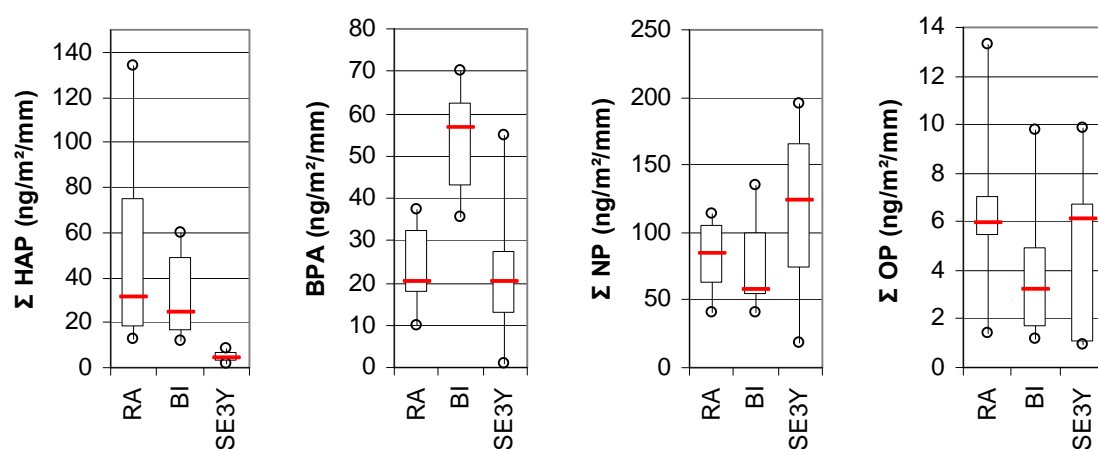 Σ HAP (ng/m²/mm)
140
120
100
80
60
40
20
0
RA
BI
SE3Y
BPA (ng/m²/mm)
80
70
60
50
40
30
20
10
0
RA
BI
SE3Y
Σ NP (ng/m²/mm)
250
200
150
100
50
0
RA
BI
SE3Y
Σ OP (ng/m²/mm)
14
12
10
8
6
4
2
0
RA
BI
SE3Y